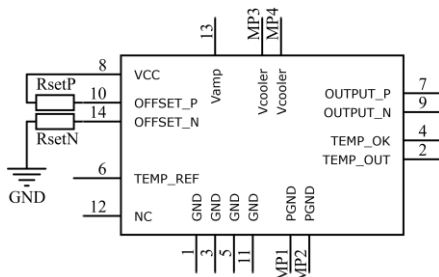 13
MP3
MP4
8
VCC
Vamp
Vcooler
Vcooler
RsetP
10
OFFSET_P
OUTPUT_P
7
14
OFFSET_N
OUTPUT_N
9
RsetN
TEMP_OK
4
TEMP_OUT
2
6
TEMP_REF
GND
12
NC
GND
GND
GND
GND
PGND
PGND
1
3
5
11
MP1
MP2